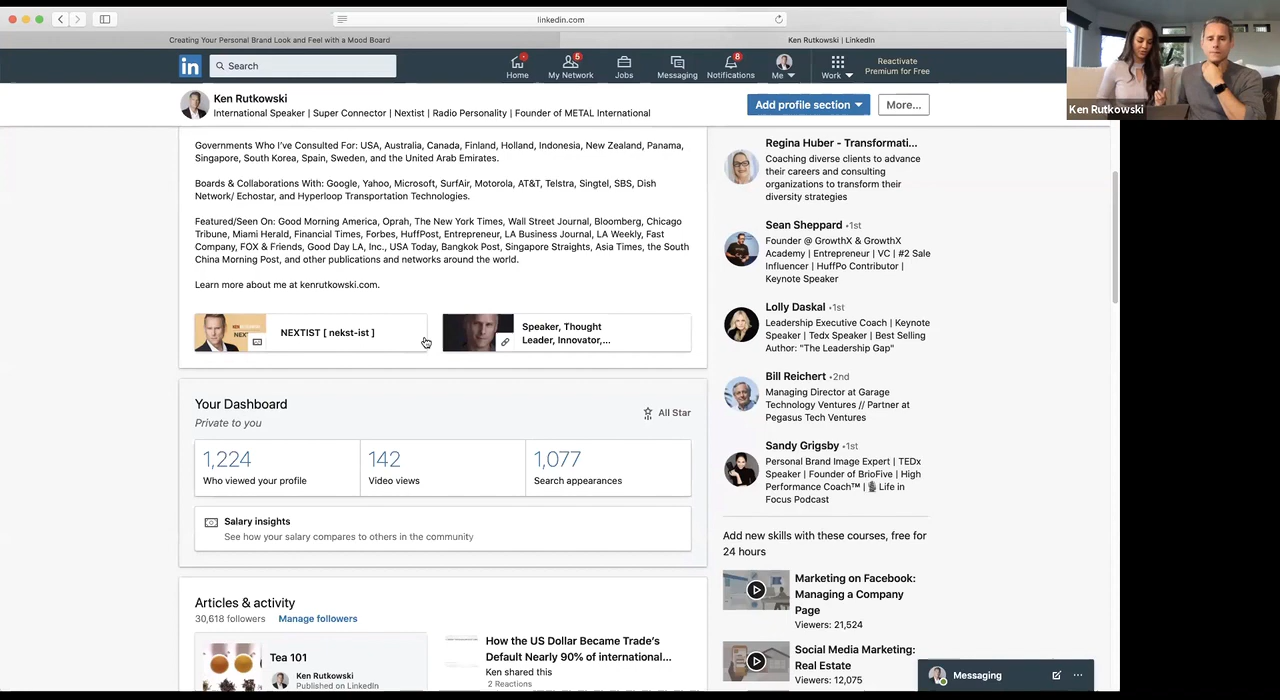 linkedin.com
Creating Your Personal Brand Look and Feel with a Mood Board
Ken Rutkowski | LinkedIn
in
Search
Home
5
My Network
Jobs
Messaging
8
Notifications
Me
Work
Reactivate
Premium for Free
Ken Rutkowski
Ken Rutkowski
International Speaker | Super Connector | Nextist | Radio Personality | Founder of METAL International
Add profile section
More...
Governments Who I've Consulted For: USA, Australia, Canada, Finland, Holland, Indonesia, New Zealand, Panama,
Singapore, South Korea, Spain, Sweden, and the United Arab Emirates.
Boards & Collaborations With: Google, Yahoo, Microsoft, SurfAir, Motorola, AT&T, Telstra, Singtel, SBS, Dish
Network/ Echostar, and Hyperloop Transportation Technologies.
Featured/Seen On: Good Morning America, Oprah, The New York Times, Wall Street Journal, Bloomberg, Chicago
Tribune, Miami Herald, Financial Times, Forbes, HuffPost, Entrepreneur, LA Business Journal, LA Weekly, Fast
Company, FOX & Friends, Good Day LA, Inc., USA Today, Bangkok Post, Singapore Straights, Asia Times, the South
China Morning Post, and other publications and networks around the world.
Learn more about me at kenrutkowski.com.
NEXTIST [ nekst-ist ]
Speaker, Thought
Leader, Innovator,...
Your Dashboard
Private to you
All Star
1,224
Who viewed your profile
142
Video views
1,077
Search appearances
Salary insights
See how your salary compares to others in the community
Articles & activity
30,618 followers
Manage followers
Tea 101
Ken Rutkowski
Published on LinkedIn
How the US Dollar Became Trade's
Default Nearly 90% of international...
Ken shared this
2 Reactions
Regina Huber - Transformati...
Coaching diverse clients to advance
their careers and consulting
organizations to transform their
diversity strategies
Sean Sheppard •1st
Founder @ GrowthX & GrowthX
Academy | Entrepreneur | VC | #2 Sale
Influencer | HuffPo Contributor |
Keynote Speaker
Lolly Daskal •1st
Leadership Executive Coach | Keynote
Speaker | Tedx Speaker | Best Selling
Author: "The Leadership Gap"
Bill Reichert •2nd
Managing Director at Garage
Technology Ventures // Partner at
Pegasus Tech Ventures
Sandy Grigsby •1st
Personal Brand Image Expert | TEDx
Speaker | Founder of BrioFive | High
Performance Coach™ | 🎙 Life in
Focus Podcast
Add new skills with these courses, free for
24 hours
Marketing on Facebook:
Managing a Company
Page
Viewers: 21,524
Social Media Marketing:
Real Estate
Viewers: 12,075
Messaging